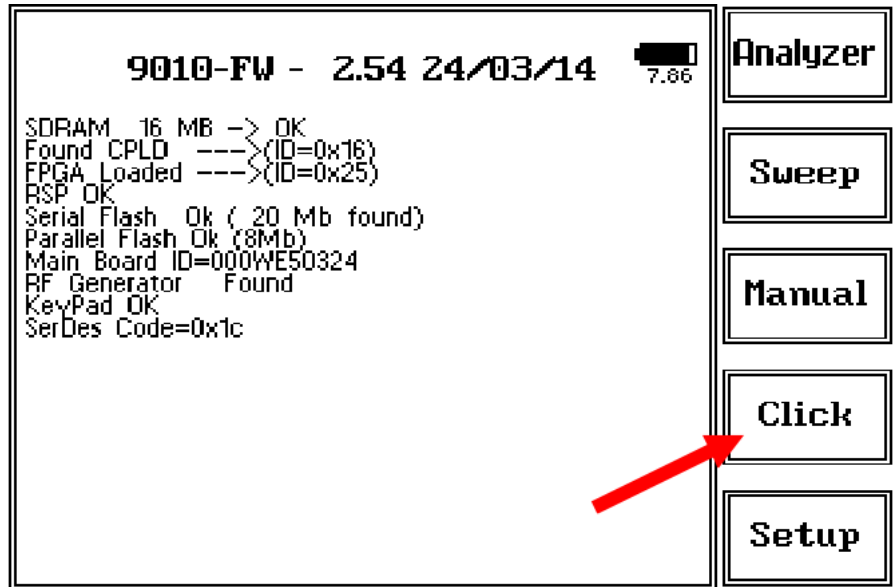 9010-FW - 2.54 24/03/14
7.86
SDRAM 16 MB -> OK
Found CPLD --->(ID=0x16)
FPGA Loaded --->(ID=0x25)
RSP OK
Serial Flash Ok ( 20 Mb found)
Parallel Flash Ok (8Mb)
Main Board ID=000WE50324
RF Generator Found
KeyPad OK
SerDes Code=0x1c
Analyzer
Sweep
Manual
Click
Setup